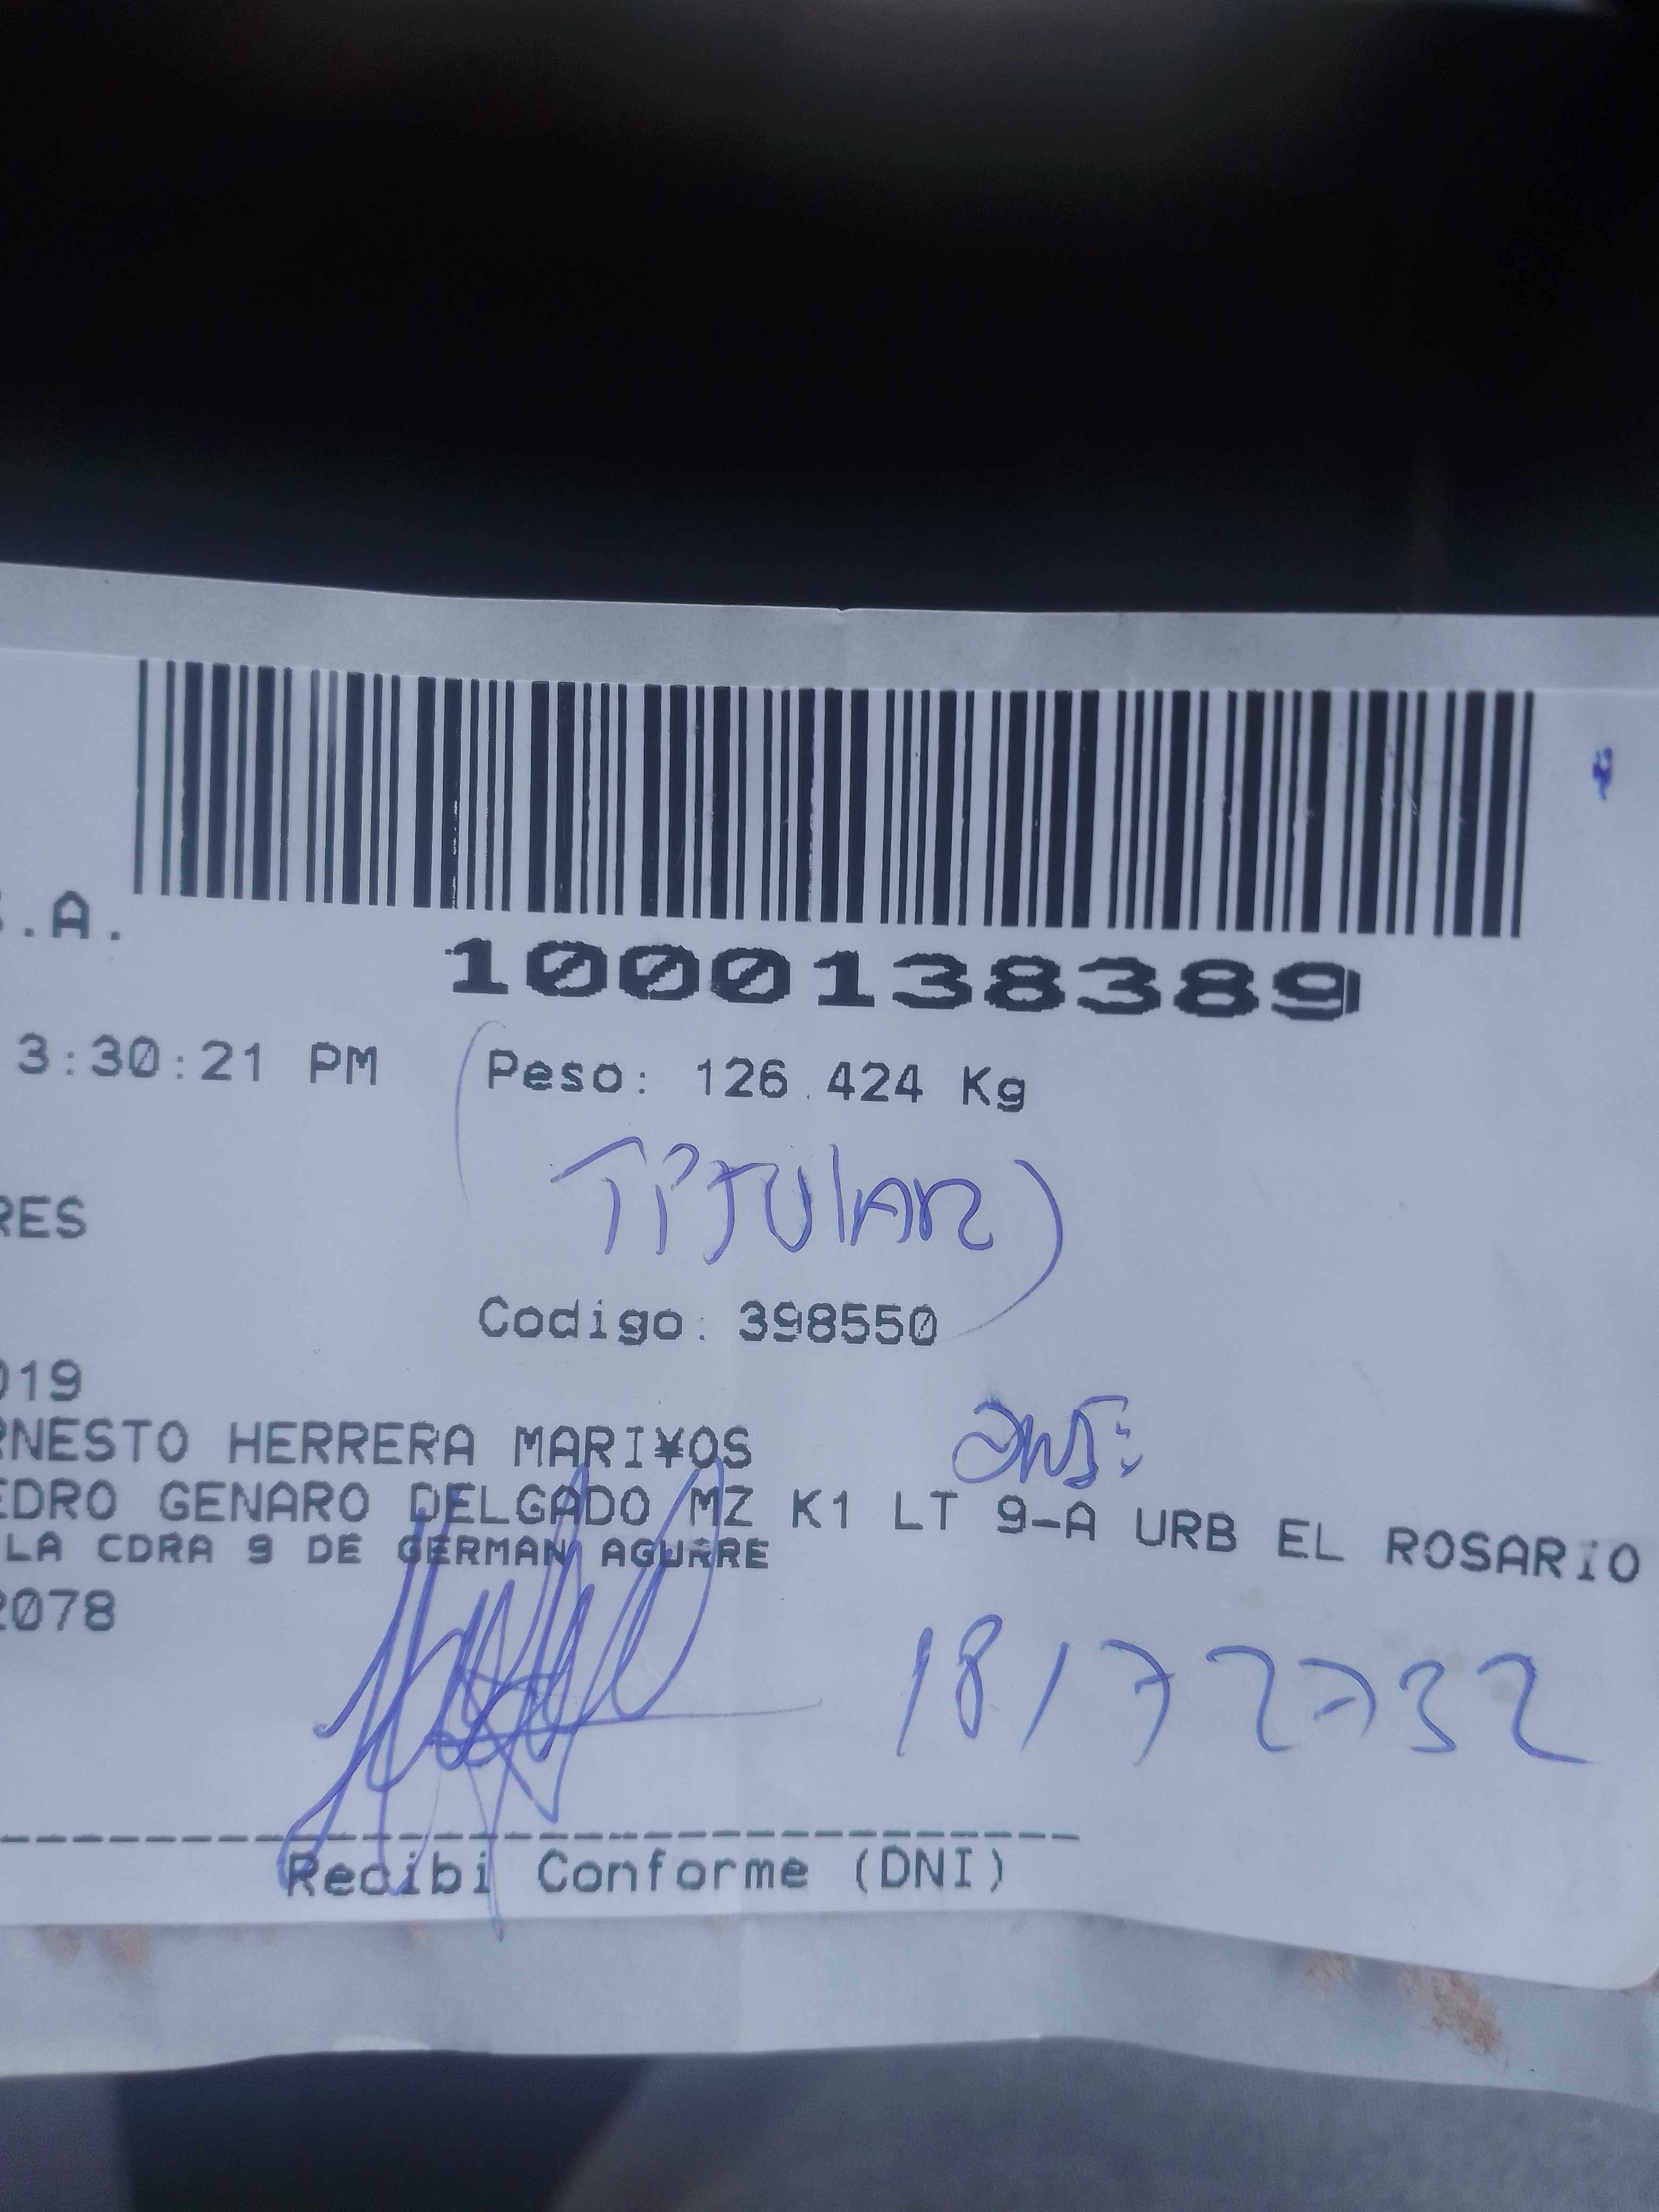 S.A.
1000138389
3:30:21 PM Peso: 126.424 Kg
(TITULAR)
RES
Codigo: 398550
019
RNESTO HERRERA MARI¥OS DNI:
EDRO GENARO DELGADO MZ K1 LT 9-A URB EL ROSARIO
LA CDRA 9 DE GERMAN AGURRE
2078
18172732
Recibi Conforme (DNI)